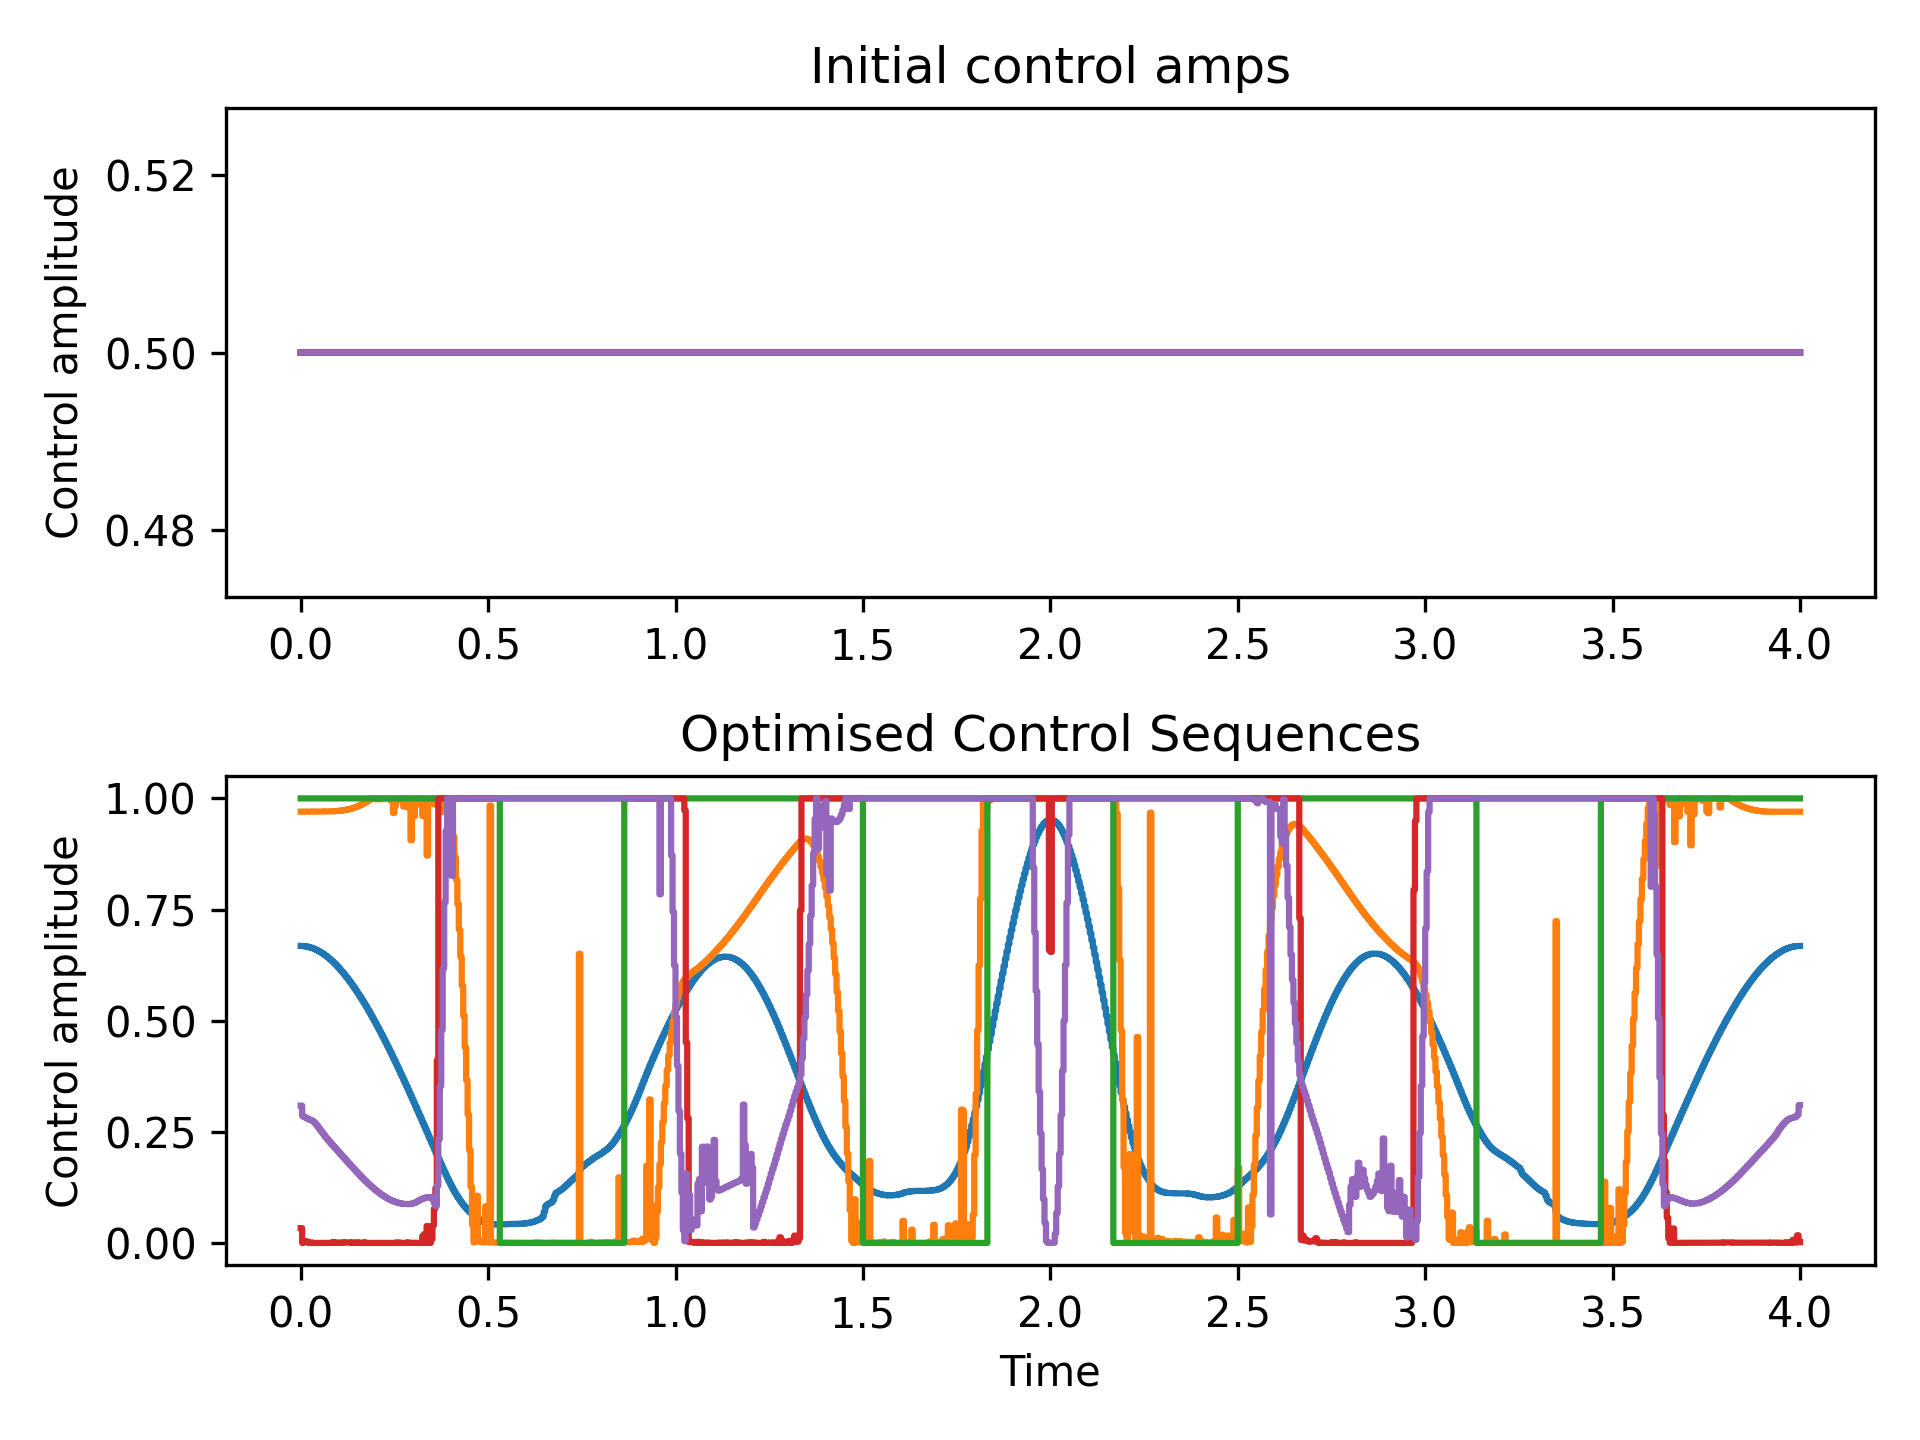 Initial control amps
Control amplitude
0.52
0.50
0.48
0.0 0.5 1.0 1.5 2.0 2.5 3.0 3.5 4.0
Optimised Control Sequences
Control amplitude
1.00
0.75
0.50
0.25
0.00
0.0 0.5 1.0 1.5 2.0 2.5 3.0 3.5 4.0
Time